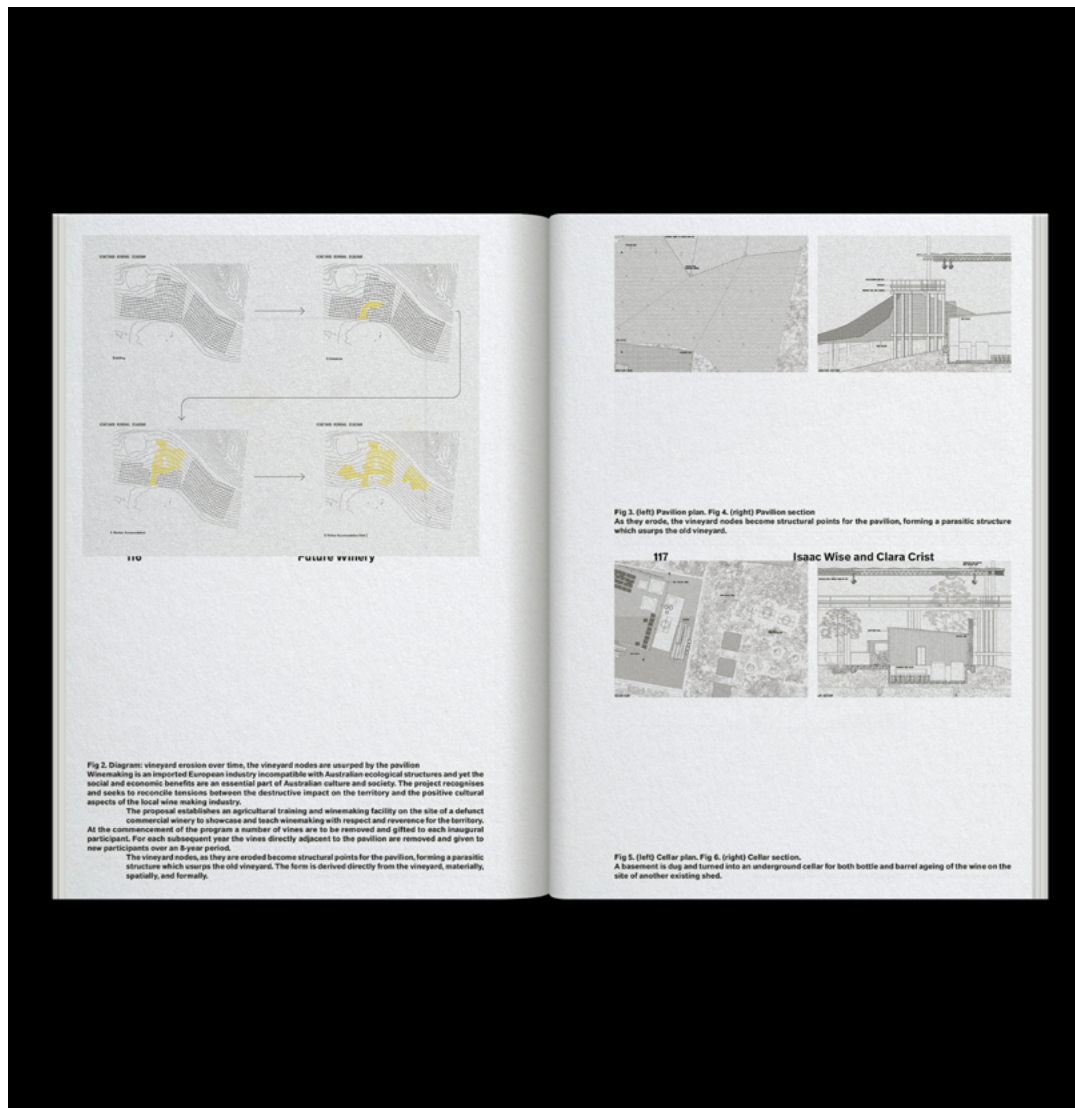 116 Future Winery
Fig 2. Diagram: vineyard erosion over time, the vineyard nodes are usurped by the pavilion
Winemaking is an imported European industry incompatible with Australian ecological structures and yet the
social and economic benefits are an essential part of Australian culture and society. The project recognises
and seeks to reconcile tensions between the destructive impact on the territory and the positive cultural
aspects of the local wine making industry.
The proposal establishes an agricultural training and winemaking facility on the site of a defunct
commercial winery to showcase and teach winemaking with respect and reverence for the territory.
At the commencement of the program a number of vines are to be removed and gifted to each inaugural
participant. For each subsequent year the vines directly adjacent to the pavilion are removed and given to
new participants over an 8-year period.
The vineyard nodes, as they are eroded become structural points for the pavilion, forming a parasitic
structure which usurps the old vineyard. The form is derived directly from the vineyard, materially,
spatially, and formally.
Fig 3. (left) Pavilion plan. Fig 4. (right) Pavilion section
As they erode, the vineyard nodes become structural points for the pavilion, forming a parasitic structure
which usurps the old vineyard.
117 Isaac Wise and Clara Crist
Fig 5. (left) Cellar plan. Fig 6. (right) Cellar section.
A basement is dug and turned into an underground cellar for both bottle and barrel ageing of the wine on the
site of another existing shed.